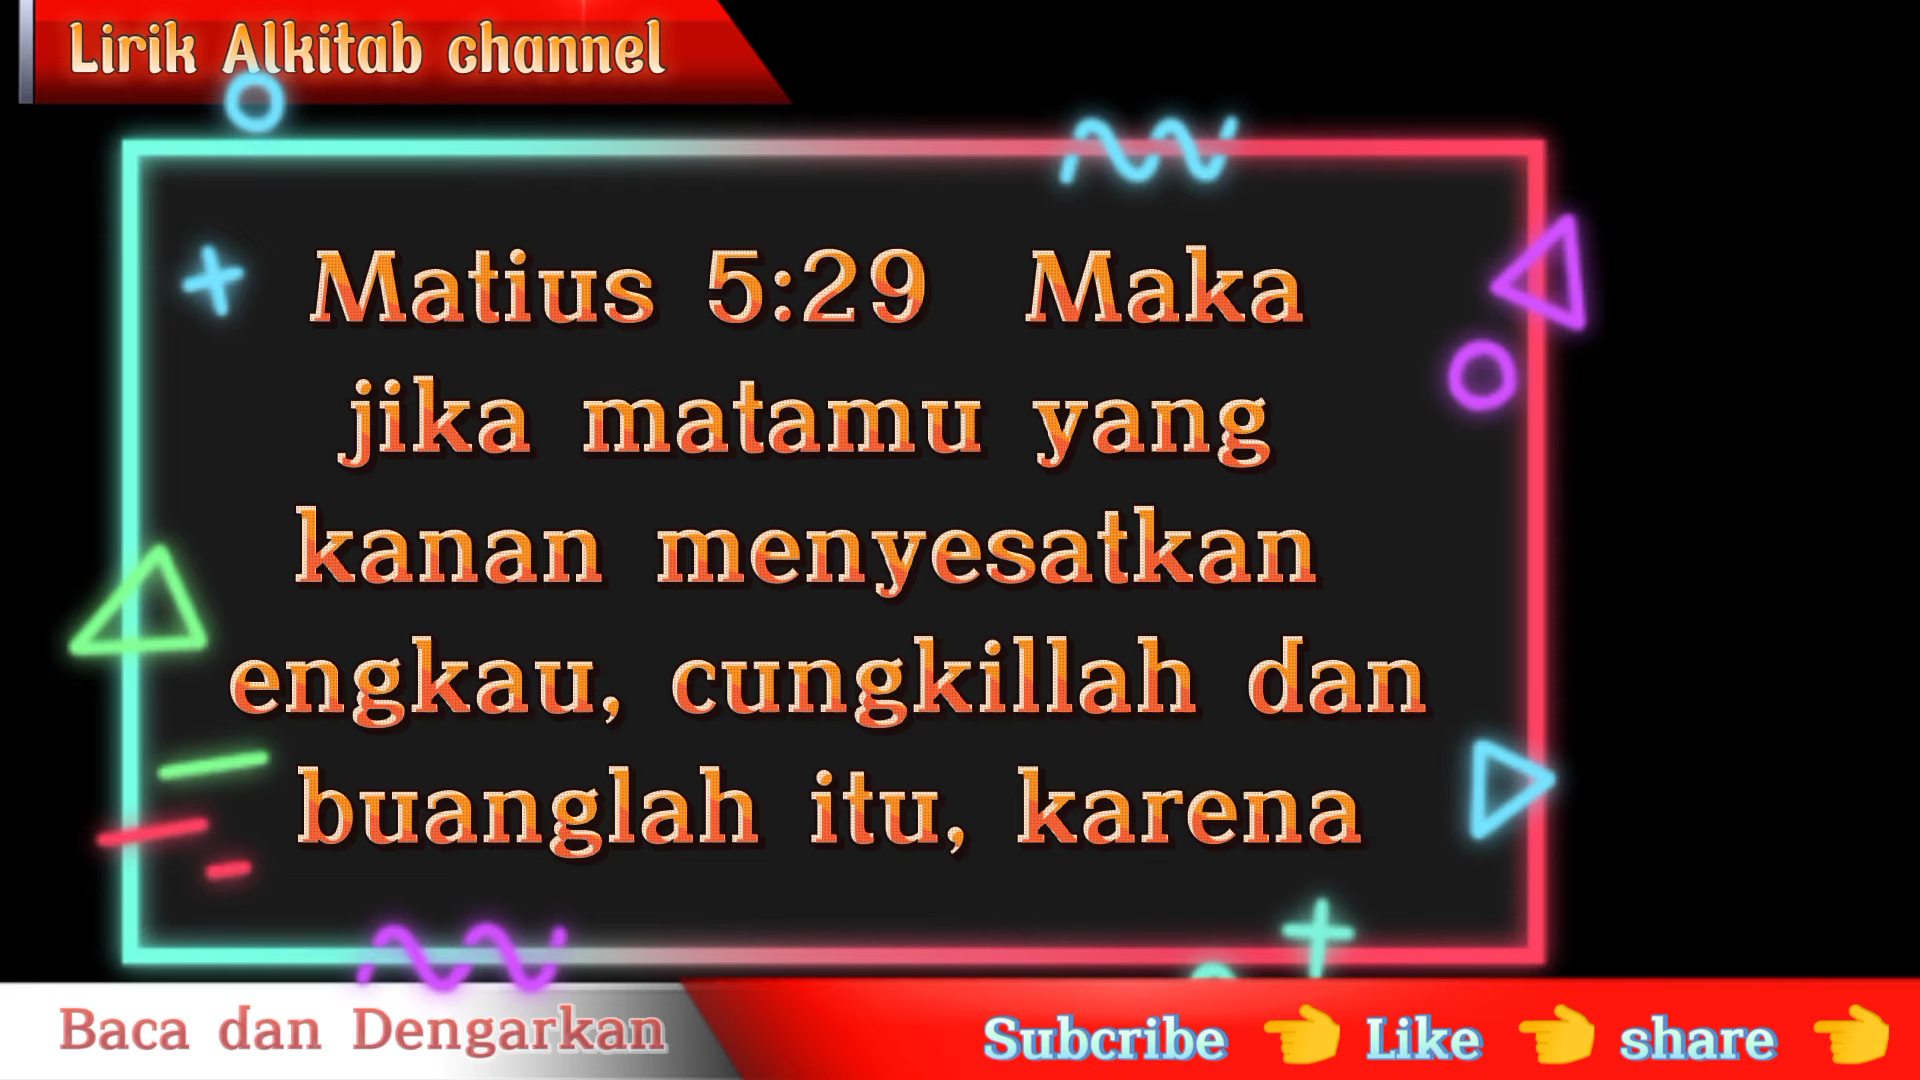 Lirik Alkitab channel
Matius 5:29 Maka
jika matamu yang
kanan menyesatkan
engkau, cungkillah dan
buanglah itu, karena
Baca dan Dengarkan
Subcribe 👈 Like 👈 share 👈